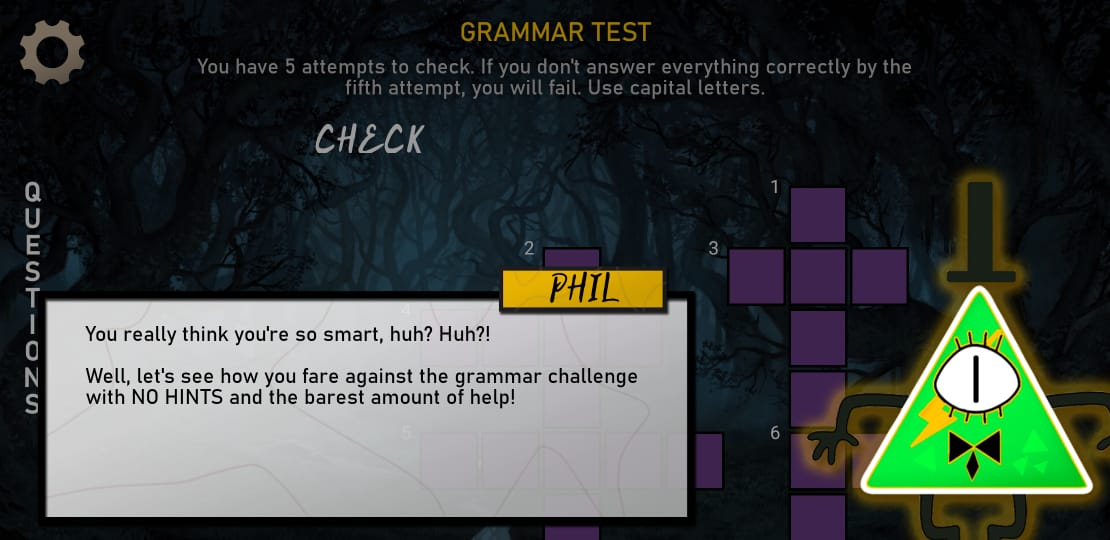 GRAMMAR TEST
You have 5 attempts to check. If you don't answer everything correctly by the
fifth attempt, you will fail. Use capital letters.
CHECK
QUESTIONS
1
2
3
PHIL
4
You really think you're so smart, huh? Huh?!
Well, let's see how you fare against the grammar challenge
with NO HINTS and the barest amount of help!
5
6